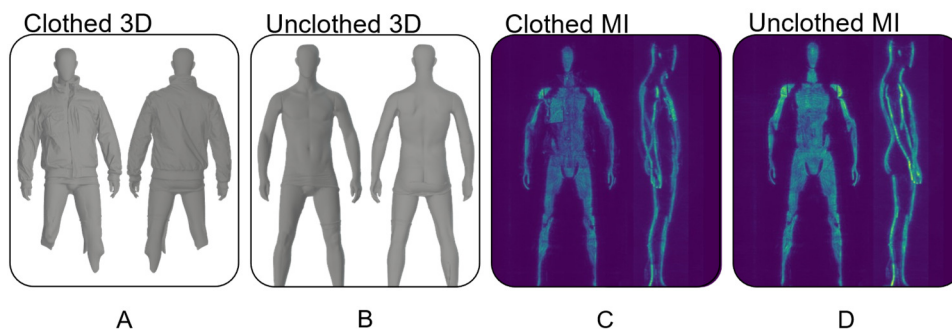 Clothed 3D
Unclothed 3D
Clothed MI
Unclothed MI
A
B
C
D